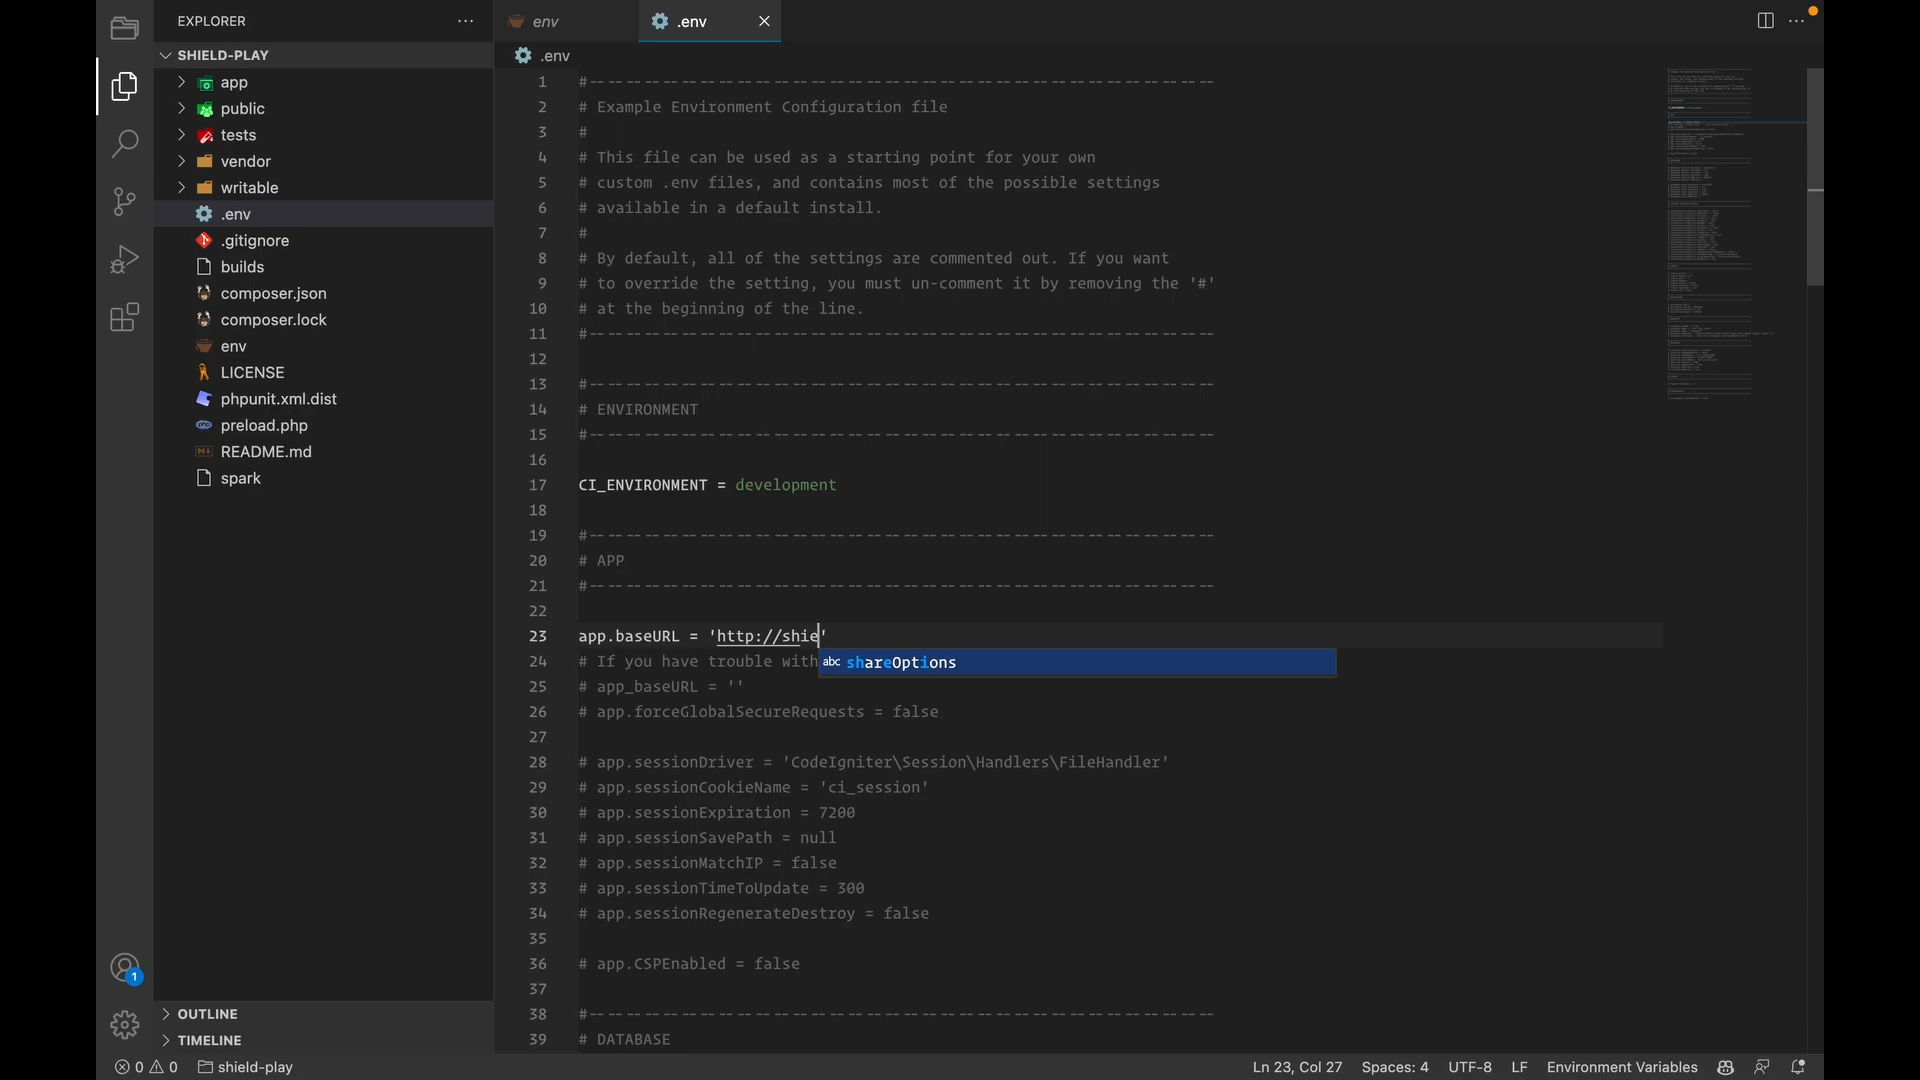 EXPLORER
SHIELD-PLAY
app
public
tests
vendor
writable
.env
.gitignore
builds
composer.json
composer.lock
env
LICENSE
phpunit.xml.dist
preload.php
README.md
spark
OUTLINE
TIMELINE
1
env
.env
.env
1 #--------------------------------------------------------------------
2 # Example Environment Configuration file
3 #
4 # This file can be used as a starting point for your own
5 # custom .env files, and contains most of the possible settings
6 # available in a default install.
7 #
8 # By default, all of the settings are commented out. If you want
9 # to override the setting, you must un-comment it by removing the '#'
10 # at the beginning of the line.
11 #--------------------------------------------------------------------
12
13 #--------------------------------------------------------------------
14 # ENVIRONMENT
15 #--------------------------------------------------------------------
16
17 CI_ENVIRONMENT = development
18
19 #--------------------------------------------------------------------
20 # APP
21 #--------------------------------------------------------------------
22
23 app.baseURL = 'http://shie'
24 # If you have trouble with
abc shareOptions
25 # app_baseURL = ''
26 # app.forceGlobalSecureRequests = false
27
28 # app.sessionDriver = 'CodeIgniter\Session\Handlers\FileHandler'
29 # app.sessionCookieName = 'ci_session'
30 # app.sessionExpiration = 7200
31 # app.sessionSavePath = null
32 # app.sessionMatchIP = false
33 # app.sessionTimeToUpdate = 300
34 # app.sessionRegenerateDestroy = false
35
36 # app.CSPEnabled = false
37
38 #--------------------------------------------------------------------
39 # DATABASE
0 0 shield-play Ln 23, Col 27 Spaces: 4 UTF-8 LF Environment Variables